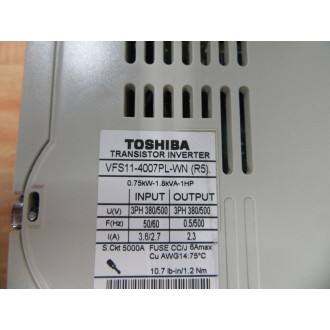 TOSHIBA
TRANSISTOR INVERTER
VFS11-4007PL-WN (R5)
0.75kW-1.8kVA-1HP
INPUT OUTPUT
U(V) 3PH 380/500 3PH 380/500
F(Hz) 50/60 0.5/500
I(A) 3.6/2.7 2.3
S.Ckt 5000A FUSE CC/J 6Amax
Cu AWG14:75°C
10.7 lb-in/1.2 Nm